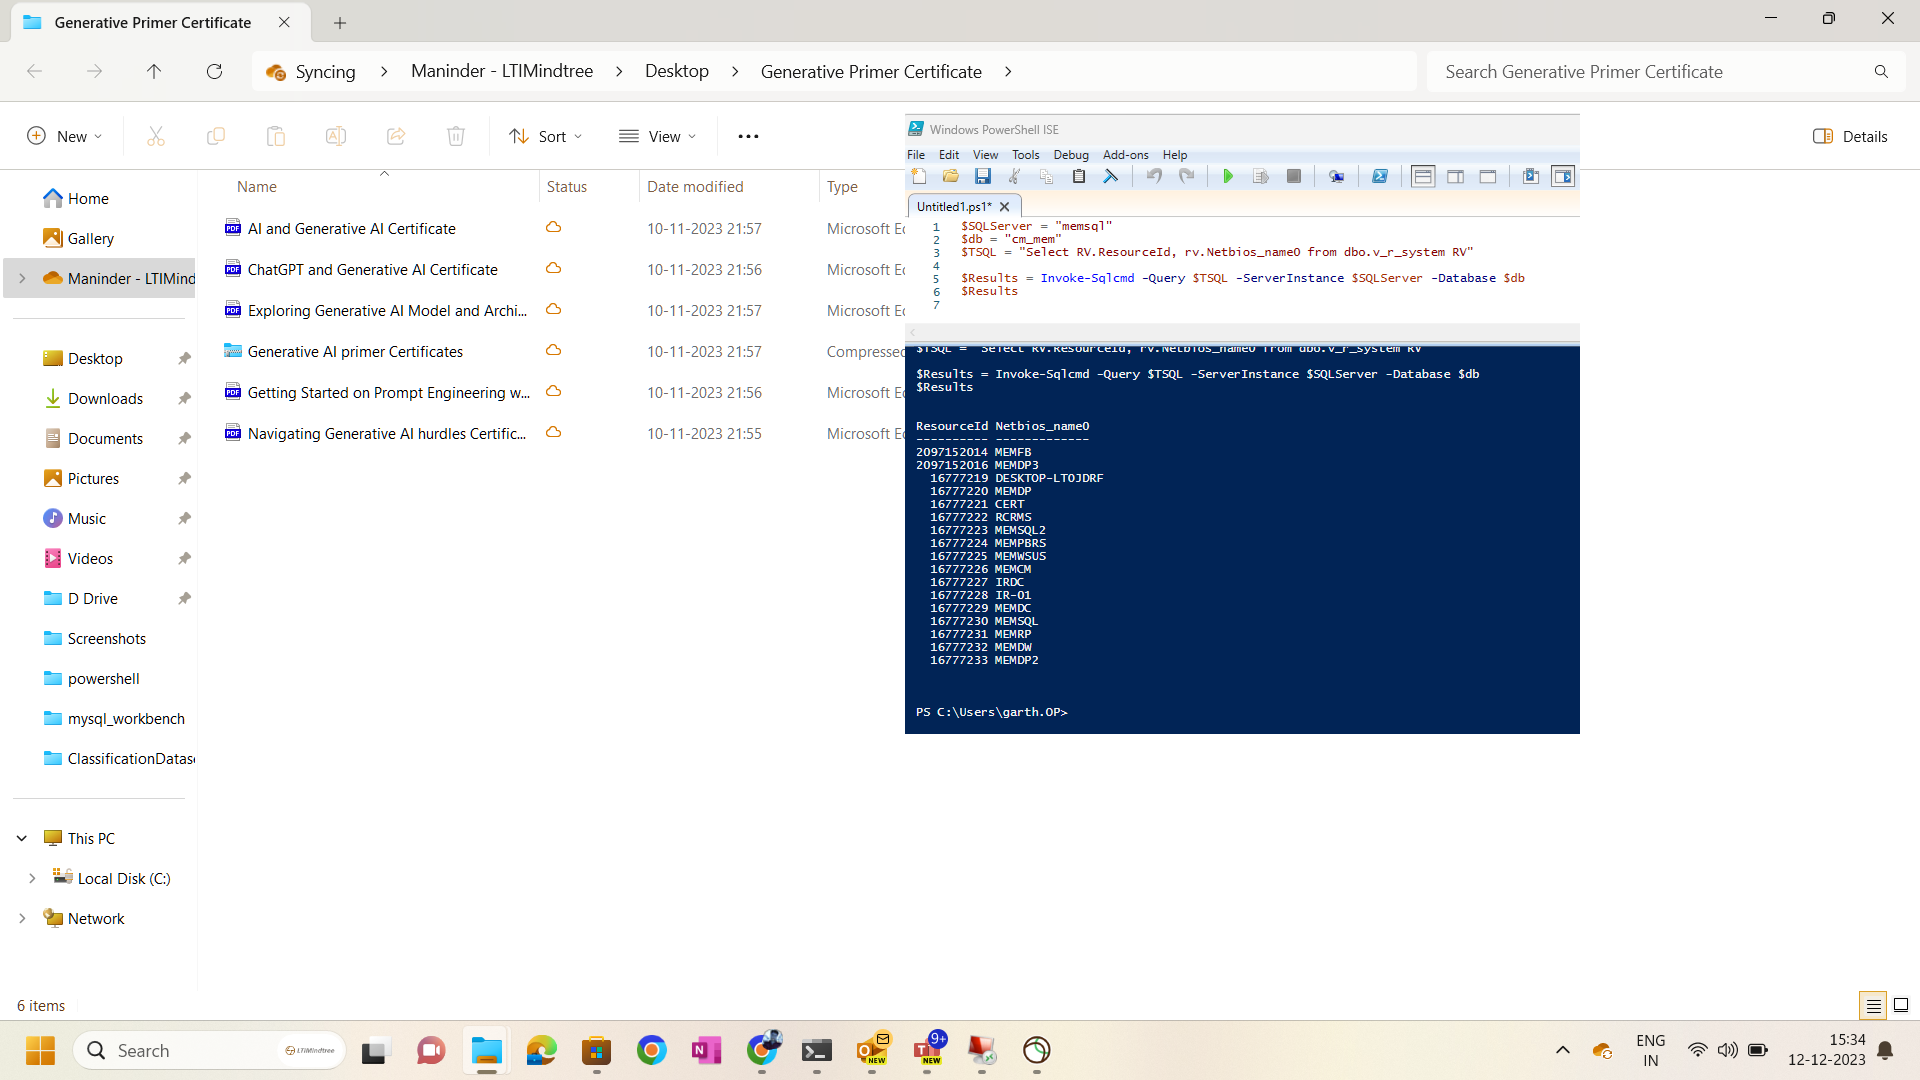 Generative Primer Certificate
Syncing
Maninder - LTIMindtree
Desktop
Generative Primer Certificate
Search Generative Primer Certificate
New
Sort
View
Details
Home
Gallery
Maninder - LTIMind
Desktop
Downloads
Documents
Pictures
Music
Videos
D Drive
Screenshots
powershell
mysql_workbench
ClassificationDatas
This PC
Local Disk (C:)
Network
Name Status Date modified Type
AI and Generative AI Certificate 10-11-2023 21:57 Microsoft Ed
ChatGPT and Generative AI Certificate 10-11-2023 21:56 Microsoft Ed
Exploring Generative AI Model and Archi... 10-11-2023 21:57 Microsoft Ed
Generative AI primer Certificates 10-11-2023 21:57 Compressed
Getting Started on Prompt Engineering w... 10-11-2023 21:56 Microsoft Ed
Navigating Generative AI hurdles Certific... 10-11-2023 21:55 Microsoft Ed
Windows PowerShell ISE
File Edit View Tools Debug Add-ons Help
Untitled1.ps1*
1 $SQLServer = "memsql"
2 $db = "cm_mem"
3 $TSQL = "Select RV.ResourceId, rv.Netbios_name0 from dbo.v_r_system RV"
4
5 $Results = Invoke-Sqlcmd -Query $TSQL -ServerInstance $SQLServer -Database $db
6 $Results
7
$TSQL = "Select RV.ResourceId, rv.Netbios_name0 from dbo.v_r_system RV"
$Results = Invoke-Sqlcmd -Query $TSQL -ServerInstance $SQLServer -Database $db
$Results
ResourceId Netbios_name0
---------- -------------
2097152014 MEMFB
2097152016 MEMDP3
16777219 DESKTOP-LT0JDRF
16777220 MEMDP
16777221 CERT
16777222 RCRMS
16777223 MEMSQL2
16777224 MEMPBRS
16777225 MEMWSUS
16777226 MEMCM
16777227 IRDC
16777228 IR-01
16777229 MEMDC
16777230 MEMSQL
16777231 MEMRP
16777232 MEMDW
16777233 MEMDP2
PS C:\Users\garth.OP>
6 items
Search
LTIMindtree
NEW
9+
NEW
ENG
IN
15:34
12-12-2023